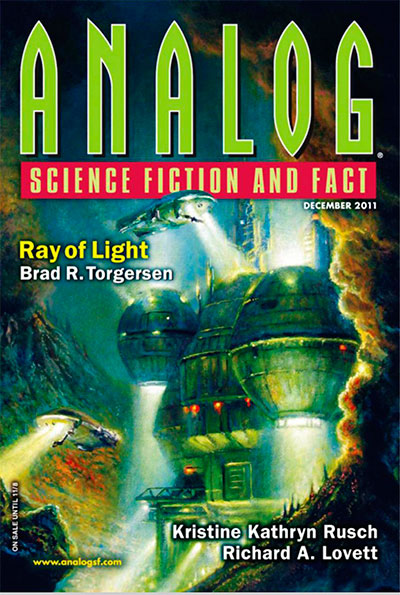 ANALOG®
SCIENCE FICTION AND FACT
DECEMBER 2011
Ray of Light
Brad R. Torgersen
ON SALE UNTIL 11/8
Kristine Kathryn Rusch
Richard A. Lovett
www.analogsf.com